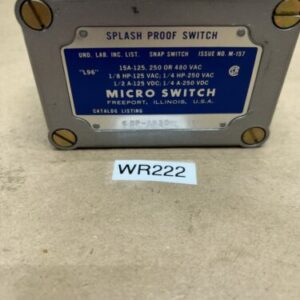 SPLASH PROOF SWITCH
UND. LAB. INC. LIST. SNAP SWITCH ISSUE NO. M-157
"L96" 15A-125, 250 OR 480 VAC
1/8 HP-125 VAC; 1/4 HP-250 VAC
1/2 A-125 VDC; 1/4 A-250 VDC
MICRO SWITCH
FREEPORT, ILLINOIS, U.S.A.
CATALOG LISTING
WR222